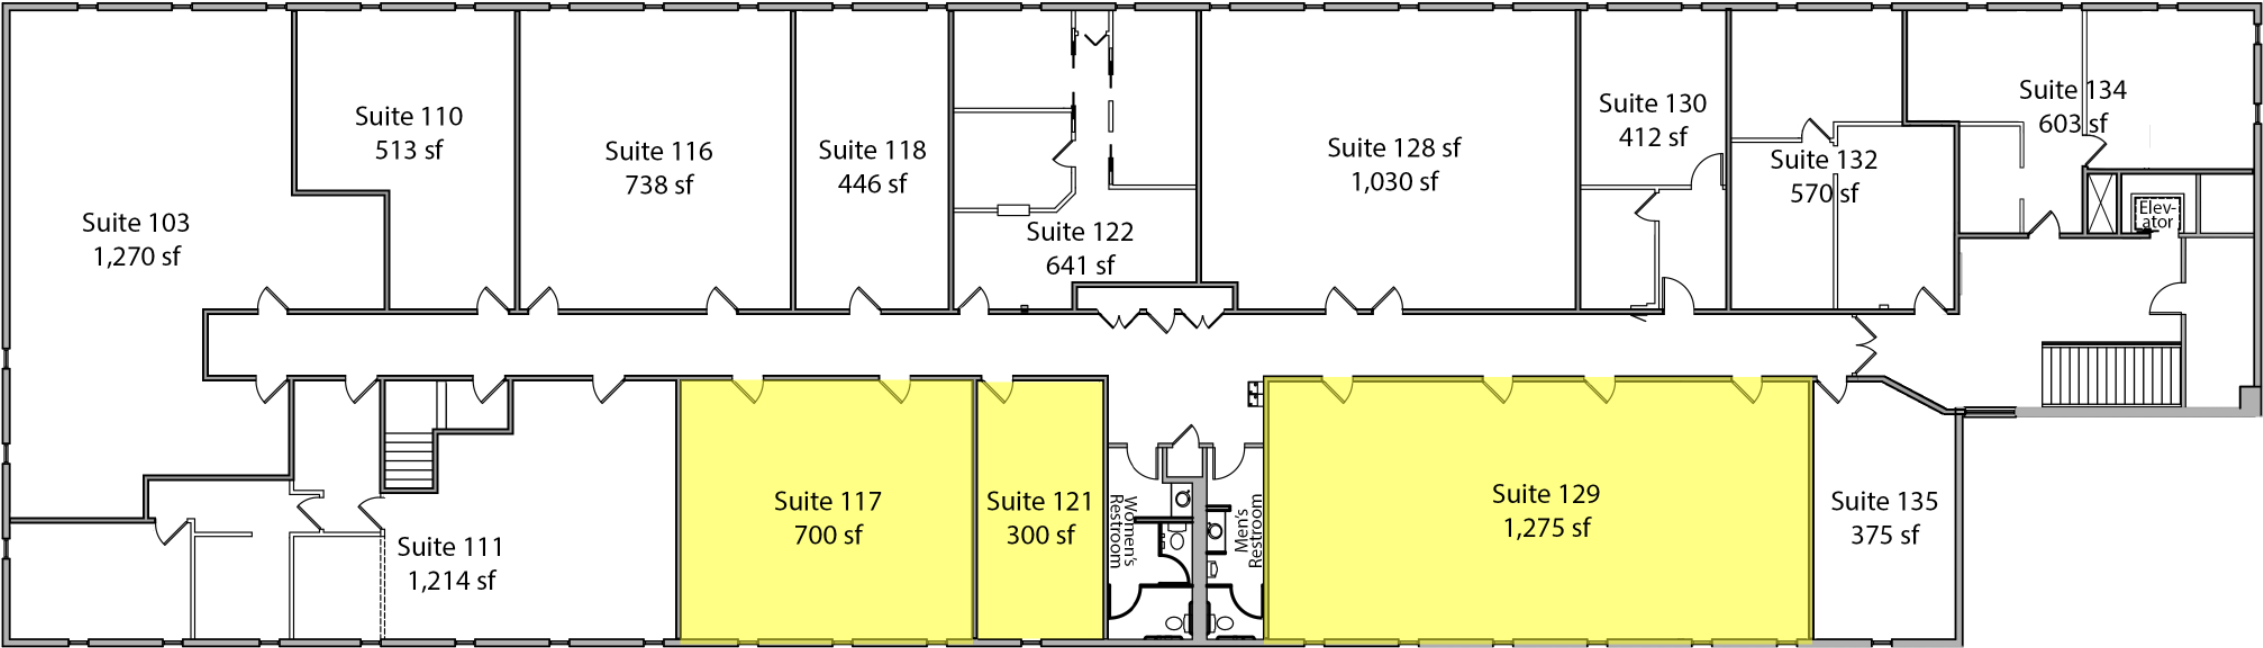 Suite 103
1,270 sf
Suite 110
513 sf
Suite 116
738 sf
Suite 118
446 sf
Suite 122
641 sf
Suite 128 sf
1,030 sf
Suite 130
412 sf
Suite 132
570 sf
Suite 134
603 sf
Elev-
ator
Suite 111
1,214 sf
Suite 117
700 sf
Suite 121
300 sf
Women's
Restroom
Men's
Restroom
Suite 129
1,275 sf
Suite 135
375 sf